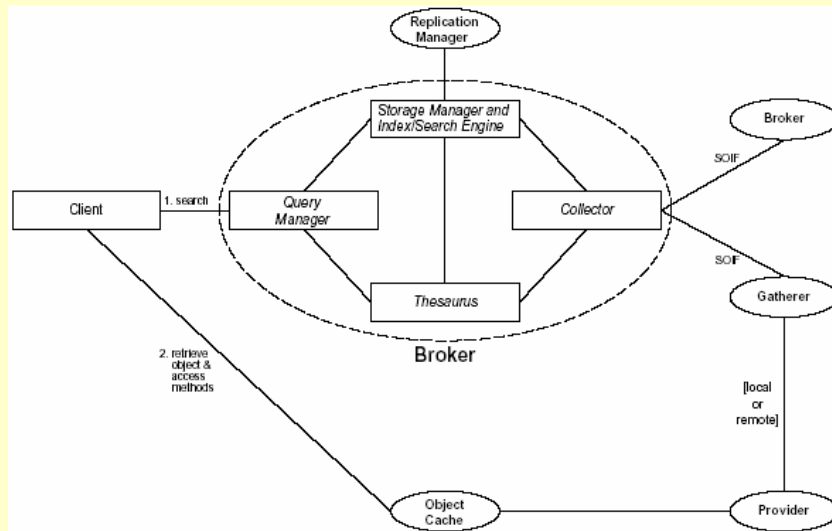 Replication
Manager
Storage Manager and
Index/Search Engine
Broker
SOIF
Client
1. search
Query
Manager
Collector
SOIF
Thesaurus
Gatherer
Broker
2. retrieve
object &
access
methods
[local
or
remote]
Object
Cache
Provider